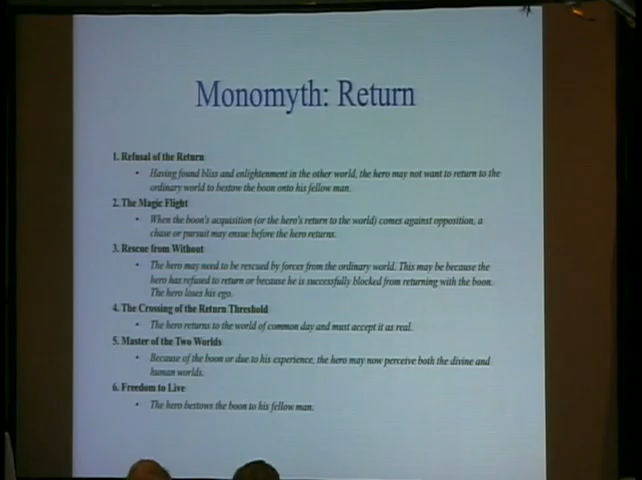 Monomyth: Return
1. Refusal of the Return
• Having found bliss and enlightenment in the other world, the hero may not want to return to the
ordinary world to bestow the boon onto his fellow man.
2. The Magic Flight
• When the boon's acquisition (or the hero's return to the world) comes against opposition, a
chase or pursuit may ensue before the hero returns.
3. Rescue from Without
• The hero may need to be rescued by forces from the ordinary world. This may be because the
hero has refused to return or because he is successfully blocked from returning with the boon.
The hero loses his ego.
4. The Crossing of the Return Threshold
• The hero returns to the world of common day and must accept it as real.
5. Master of the Two Worlds
• Because of the boon or due to his experience, the hero may now perceive both the divine and
human worlds.
6. Freedom to Live
• The hero bestows the boon to his fellow man.